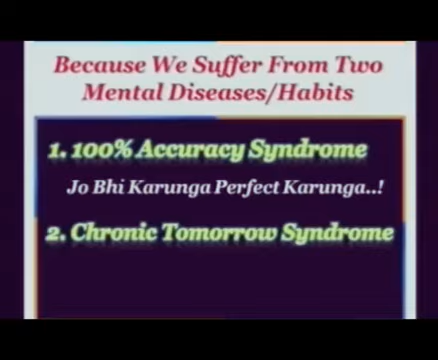 Because We Suffer From Two
Mental Diseases/Habits
1. 100% Accuracy Syndrome
Jo Bhi Karunga Perfect Karunga..!
2. Chronic Tomorrow Syndrome